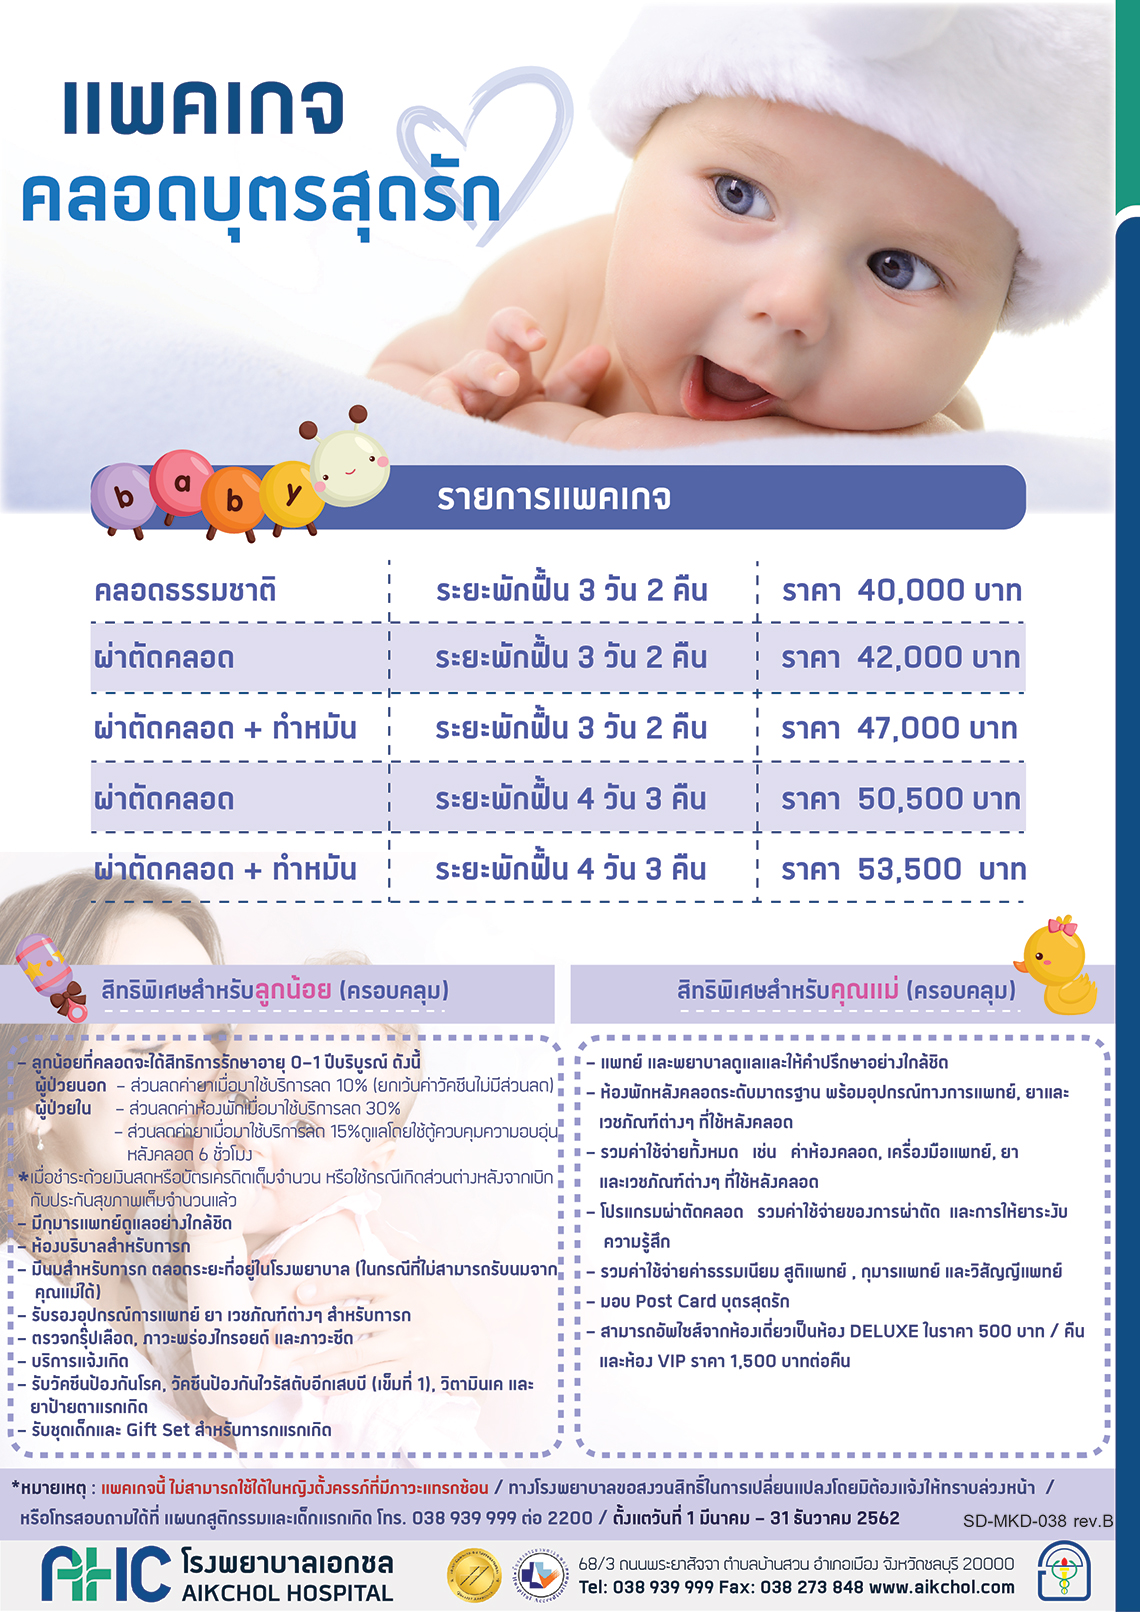 แพคเกจ
คลอดบุตรสุดรัก
baby
รายการแพคเกจ
คลอดธรรมชาติ ระยะพักฟื้น 3 วัน 2 คืน ราคา 40,000 บาท
ผ่าตัดคลอด ระยะพักฟื้น 3 วัน 2 คืน ราคา 42,000 บาท
ผ่าตัดคลอด + ทำหมัน ระยะพักฟื้น 3 วัน 2 คืน ราคา 47,000 บาท
ผ่าตัดคลอด ระยะพักฟื้น 4 วัน 3 คืน ราคา 50,500 บาท
ผ่าตัดคลอด + ทำหมัน ระยะพักฟื้น 4 วัน 3 คืน ราคา 53,500 บาท
สิทธิพิเศษสำหรับลูกน้อย (ครอบคลุม)
- ลูกน้อยที่คลอดจะได้สิทธิการรักษาอายุ 0-1 ปีบริบูรณ์ ดังนี้
ผู้ป่วยนอก - ส่วนลดค่ายาเมื่อมาใช้บริการลด 10% (ยกเว้นค่าวัคซีนไม่มีส่วนลด)
ผู้ป่วยใน - ส่วนลดค่าห้องพักเมื่อมาใช้บริการลด 30%
- ส่วนลดค่ายาเมื่อมาใช้บริการลด 15%ดูแลโดยใช้ตู้ควบคุมความอบอุ่น
หลังคลอด 6 ชั่วโมง
*เมื่อชำระด้วยเงินสดหรือบัตรเครดิตเต็มจำนวน หรือใช้กรณีเกิดส่วนต่างหลังจากเบิก
กับประกันสุขภาพเต็มจำนวนแล้ว
- มีกุมารแพทย์ดูแลอย่างใกล้ชิด
- ห้องบริบาลสำหรับทารก
- มีนมสำหรับทารก ตลอดระยะที่อยู่ในโรงพยาบาล (ในกรณีที่ไม่สามารถรับนมจาก
คุณแม่ได้)
- รับรองอุปกรณ์การแพทย์ ยา เวชภัณฑ์ต่างๆ สำหรับทารก
- ตรวจกรุ๊ปเลือด, ภาวะพร่องไทรอยด์ และภาวะซีด
- บริการแจ้งเกิด
- รับวัคซีนป้องกันโรค, วัคซีนป้องกันไวรัสตับอีกเสบบี (เข็มที่ 1), วิตามินเค และ
ยาป้ายตาแรกเกิด
- รับชุดเด็กและ Gift Set สำหรับทารกแรกเกิด
สิทธิพิเศษสำหรับคุณแม่ (ครอบคลุม)
- แพทย์ และพยาบาลดูแลและให้คำปรึกษาอย่างใกล้ชิด
- ห้องพักหลังคลอดระดับมาตรฐาน พร้อมอุปกรณ์ทางการแพทย์, ยาและ
เวชภัณฑ์ต่างๆ ที่ใช้หลังคลอด
- รวมค่าใช้จ่ายทั้งหมด เช่น ค่าห้องคลอด, เครื่องมือแพทย์, ยา
และเวชภัณฑ์ต่างๆ ที่ใช้หลังคลอด
- โปรแกรมผ่าตัดคลอด รวมค่าใช้จ่ายของการผ่าตัด และการให้ยาระงับ
ความรู้สึก
- รวมค่าใช้จ่ายค่าธรรมเนียม สูติแพทย์ , กุมารแพทย์ และวิสัญญีแพทย์
- มอบ Post Card บุตรสุดรัก
- สามารถอัพไซส์จากห้องเดี่ยวเป็นห้อง DELUXE ในราคา 500 บาท / คืน
และห้อง VIP ราคา 1,500 บาทต่อคืน
*หมายเหตุ : แพคเกจนี้ ไม่สามารถใช้ได้ในหญิงตั้งครรภ์ที่มีภาวะแทรกซ้อน / ทางโรงพยาบาลขอสงวนสิทธิ์ในการเปลี่ยนแปลงโดยมิต้องแจ้งให้ทราบล่วงหน้า /
หรือโทรสอบถามได้ที่ แผนกสูติกรรมและเด็กแรกเกิด โทร. 038 939 999 ต่อ 2200 / ตั้งแตวันที่ 1 มีนาคม - 31 ธันวาคม 2562
SD-MKD-038 rev.B
AHC โรงพยาบาลเอกชล
AIKCHOL HOSPITAL
68/3 ถนนพระยาสัจจา ตำบลบ้านสวน อำเภอเมือง จังหวัดชลบุรี 20000
Tel: 038 939 999 Fax: 038 273 848 www.aikchol.com